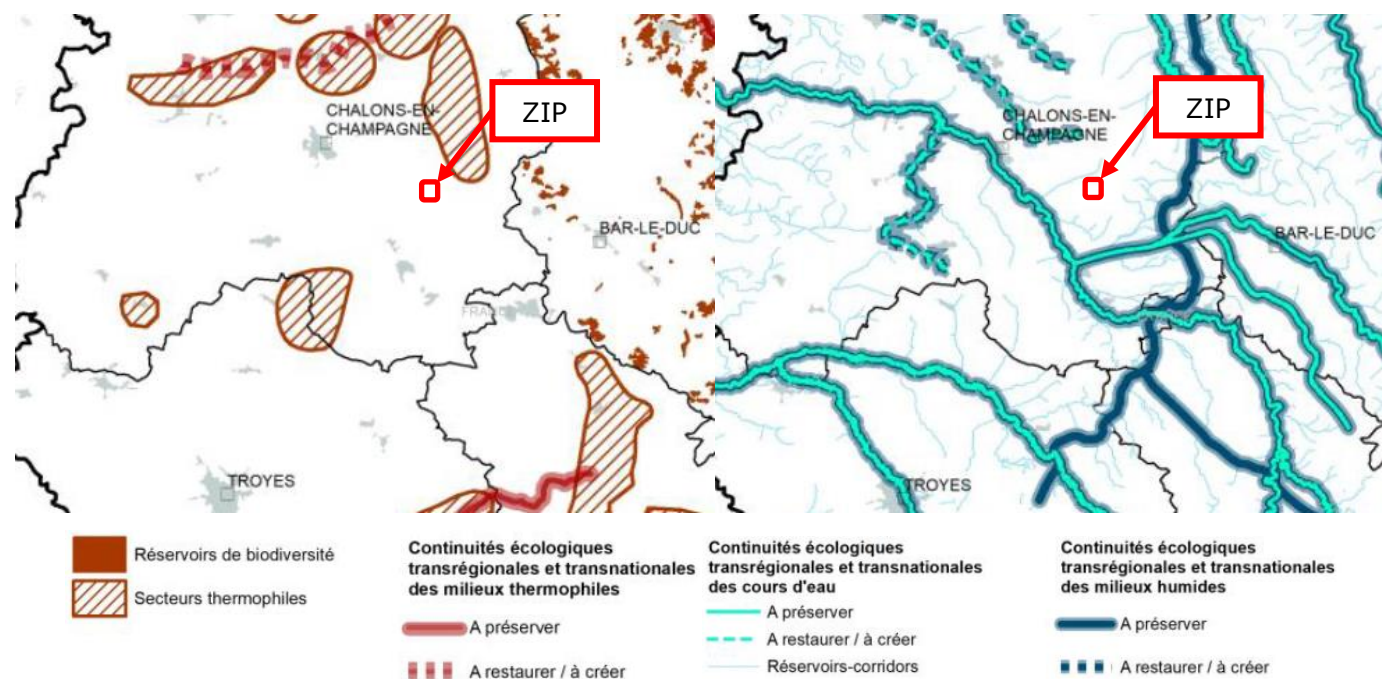 ZIP
CHALONS-EN-
CHAMPAGNE
BAR-LE-DUC
TROYES
ZIP
CHALONS-EN-
CHAMPAGNE
BAR-LE-DUC
TROYES
Réservoirs de biodiversité
Secteurs thermophiles
Continuités écologiques
transrégionales et transnationales
des milieux thermophiles
A préserver
A restaurer / à créer
Continuités écologiques
transrégionales et transnationales
des cours d'eau
A préserver
A restaurer / à créer
Réservoirs-corridors
Continuités écologiques
transrégionales et transnationales
des milieux humides
A préserver
A restaurer / à créer